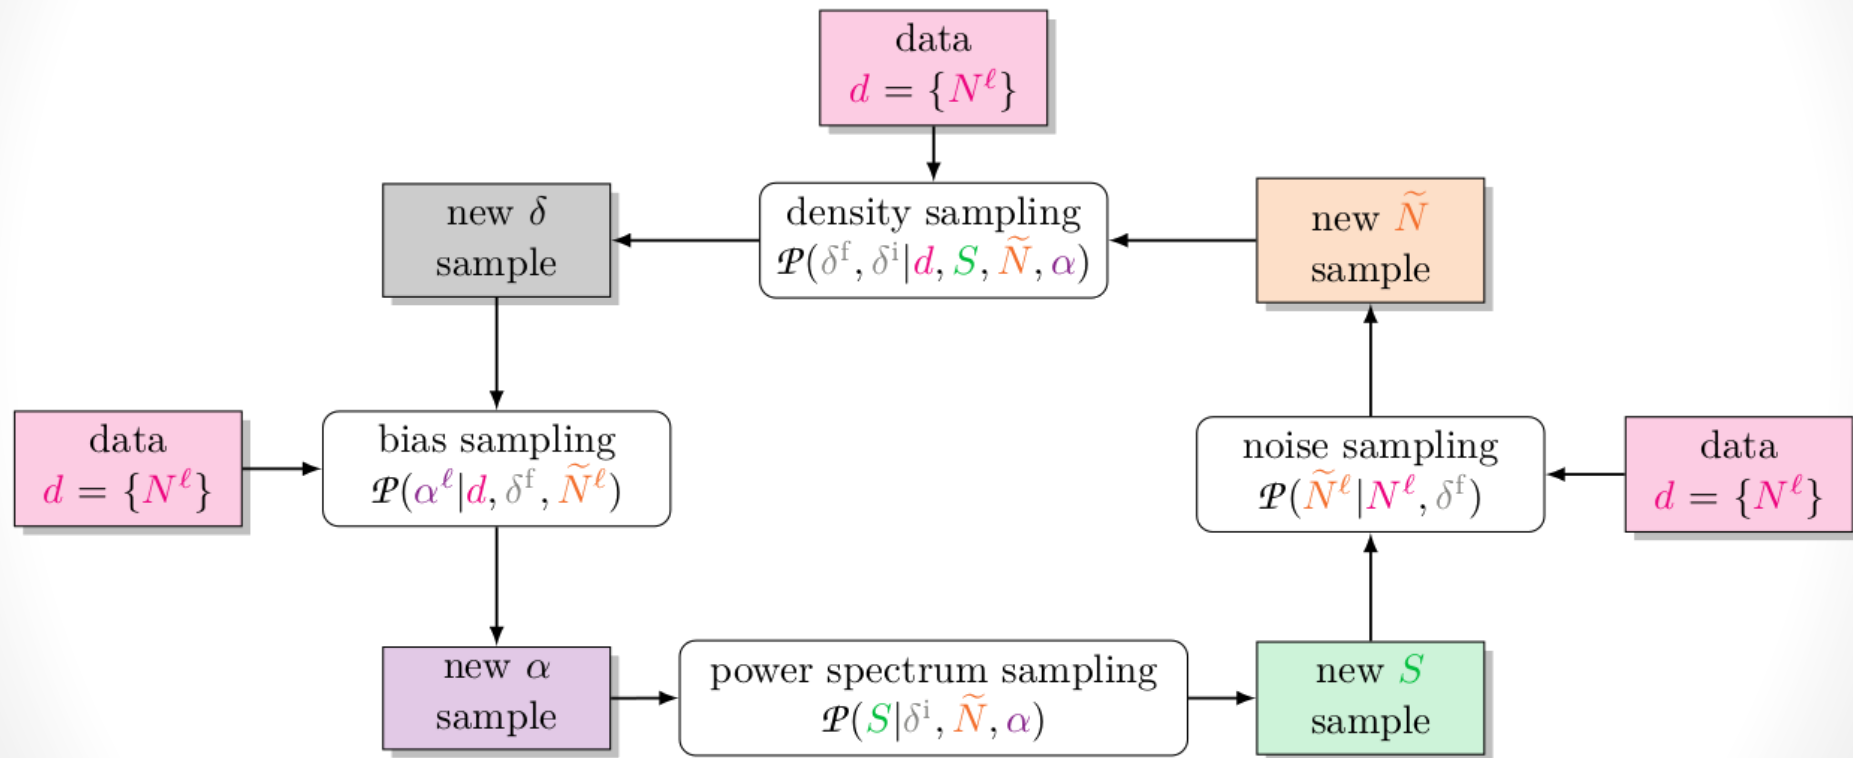 data
d = {N^ℓ}
new δ
sample
density sampling
𝒫(δ^f, δ^i|d, S, Ñ, α)
new Ñ
sample
data
d = {N^ℓ}
bias sampling
𝒫(α^ℓ|d, δ^f, Ñ^ℓ)
noise sampling
𝒫(Ñ^ℓ|N^ℓ, δ^f)
data
d = {N^ℓ}
new α
sample
power spectrum sampling
𝒫(S|δ^i, Ñ, α)
new S
sample